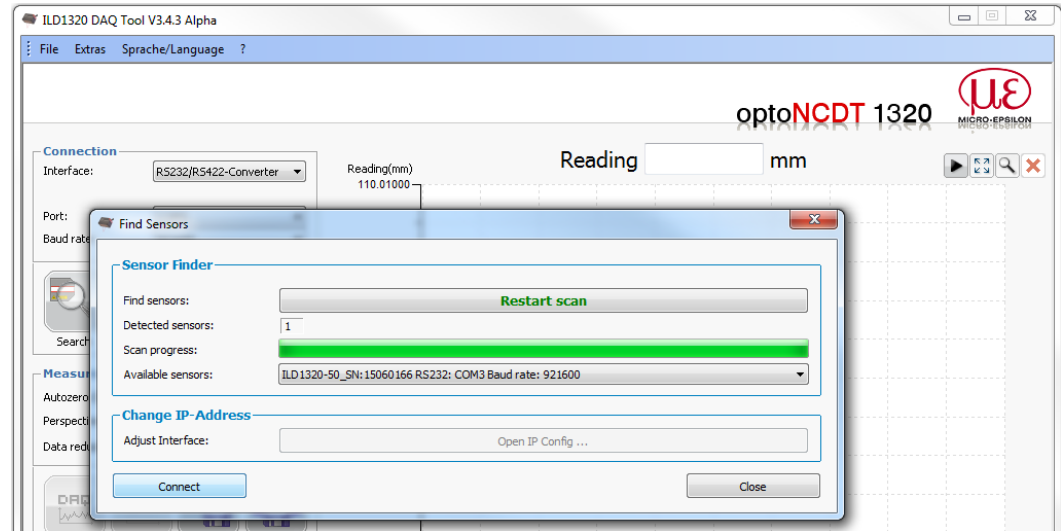 ILD1320 DAQ Tool V3.4.3 Alpha
File Extras Sprache/Language ?
optoNCDT 1320
με
MICRO-EPSILON
Connection
Interface: RS232/RS422-Converter
Reading(mm)
Reading mm
110.01000
Port:
Baud rate
Find Sensors
Sensor Finder
Find sensors: Restart scan
Detected sensors: 1
Scan progress:
Available sensors: ILD1320-50_SN:15060166 RS232: COM3 Baud rate: 921600
Search
Measu
Autozero
Perspecti
Data redu
Change IP-Address
Adjust Interface: Open IP Config ...
Connect Close
DAQ